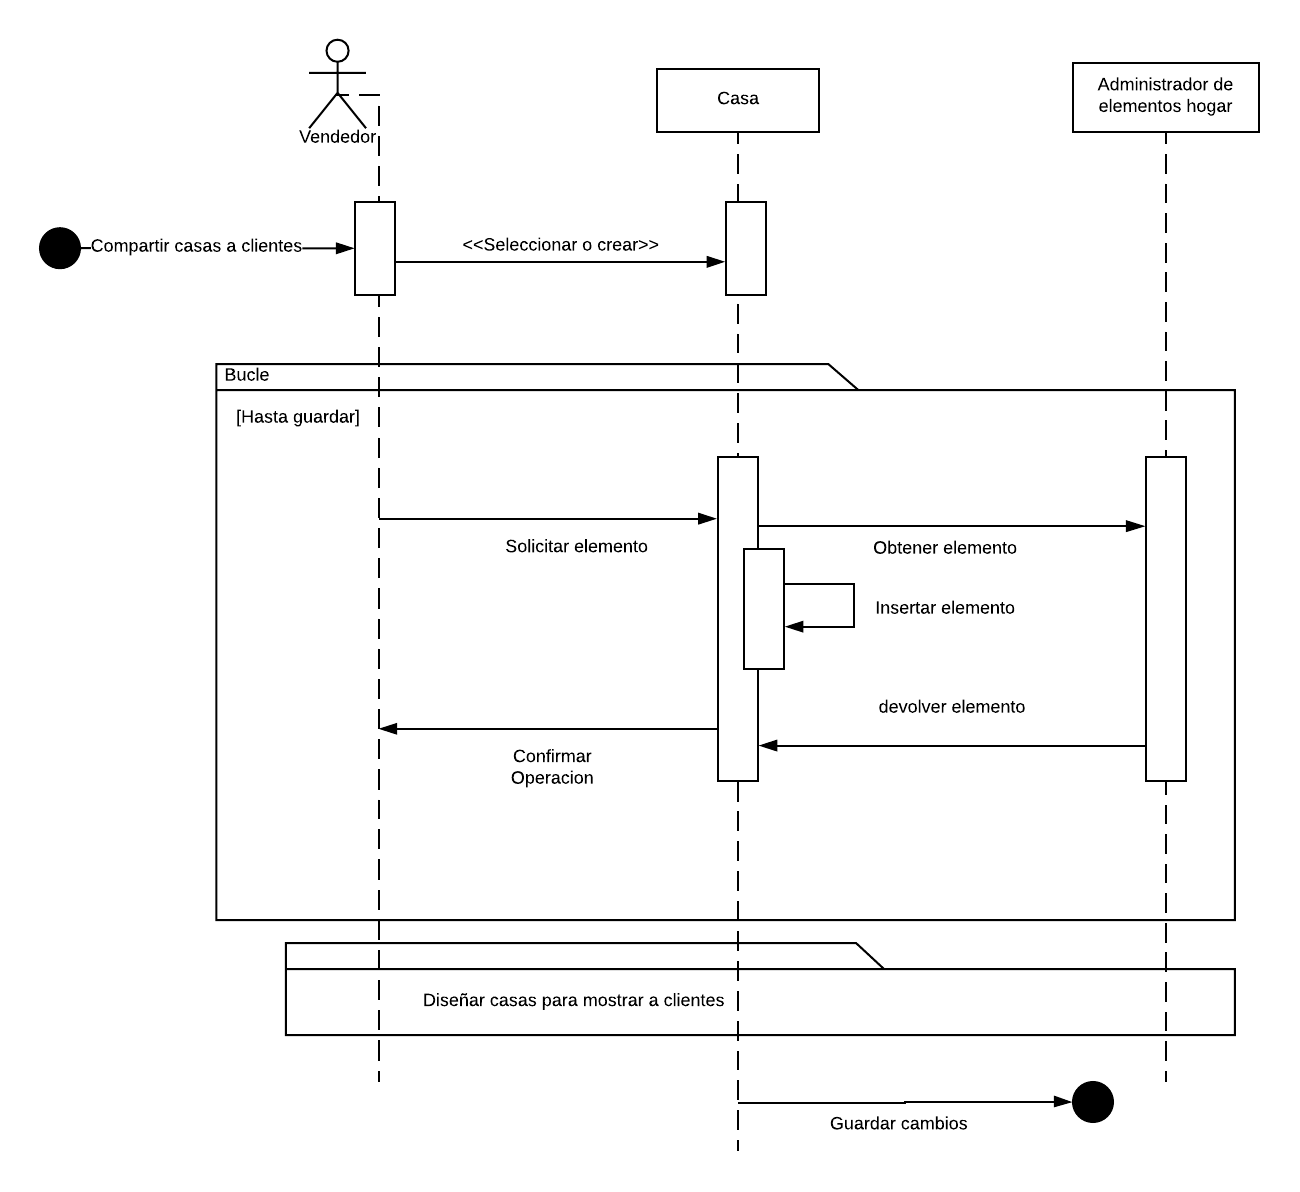 Vendedor
Casa
Administrador de
elementos hogar
Compartir casas a clientes
<<Seleccionar o crear>>
Bucle
[Hasta guardar]
Solicitar elemento
Obtener elemento
Insertar elemento
devolver elemento
Confirmar
Operacion
Diseñar casas para mostrar a clientes
Guardar cambios